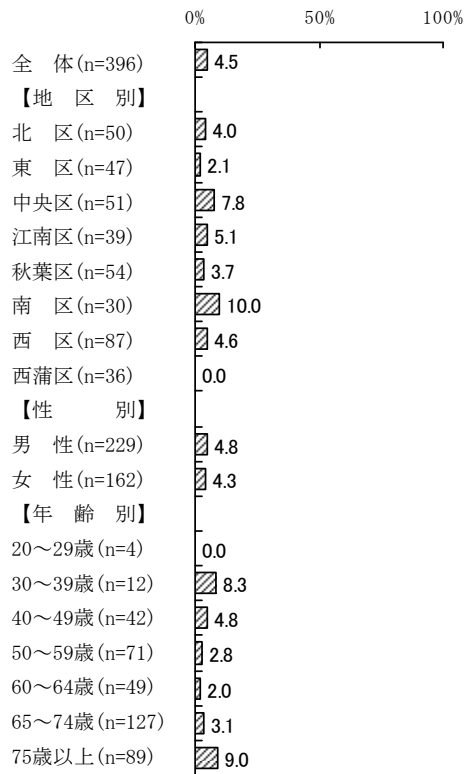 0% 50% 100%
全　体(n=396) 4.5
【地　区　別】
北　区(n=50) 4.0
東　区(n=47) 2.1
中央区(n=51) 7.8
江南区(n=39) 5.1
秋葉区(n=54) 3.7
南　区(n=30) 10.0
西　区(n=87) 4.6
西蒲区(n=36) 0.0
【性　　　別】
男　性(n=229) 4.8
女　性(n=162) 4.3
【年　齢　別】
20～29歳(n=4) 0.0
30～39歳(n=12) 8.3
40～49歳(n=42) 4.8
50～59歳(n=71) 2.8
60～64歳(n=49) 2.0
65～74歳(n=127) 3.1
75歳以上(n=89) 9.0